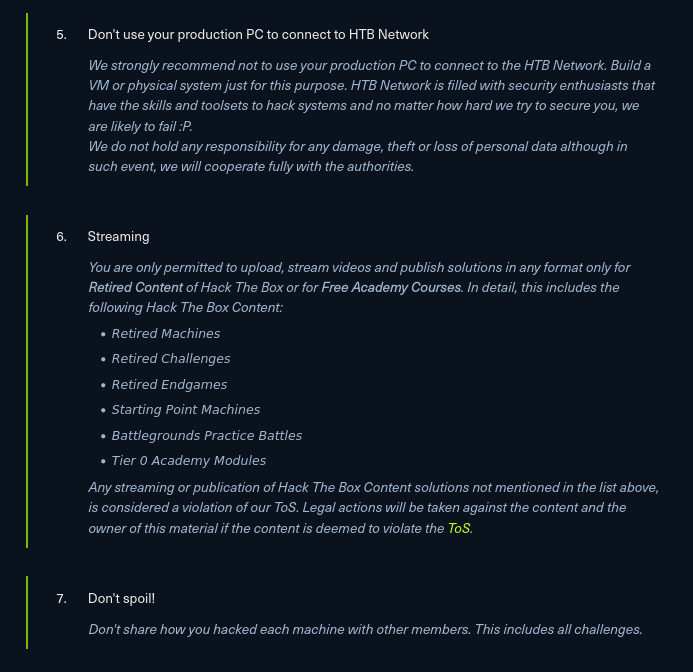 5. Don't use your production PC to connect to HTB Network
We strongly recommend not to use your production PC to connect to the HTB Network. Build a
VM or physical system just for this purpose. HTB Network is filled with security enthusiasts that
have the skills and toolsets to hack systems and no matter how hard we try to secure you, we
are likely to fail :P.
We do not hold any responsibility for any damage, theft or loss of personal data although in
such event, we will cooperate fully with the authorities.
6. Streaming
You are only permitted to upload, stream videos and publish solutions in any format only for
Retired Content of Hack The Box or for Free Academy Courses. In detail, this includes the
following Hack The Box Content:
• Retired Machines
• Retired Challenges
• Retired Endgames
• Starting Point Machines
• Battlegrounds Practice Battles
• Tier 0 Academy Modules
Any streaming or publication of Hack The Box Content solutions not mentioned in the list above,
is considered a violation of our ToS. Legal actions will be taken against the content and the
owner of this material if the content is deemed to violate the ToS.
7. Don't spoil!
Don't share how you hacked each machine with other members. This includes all challenges.